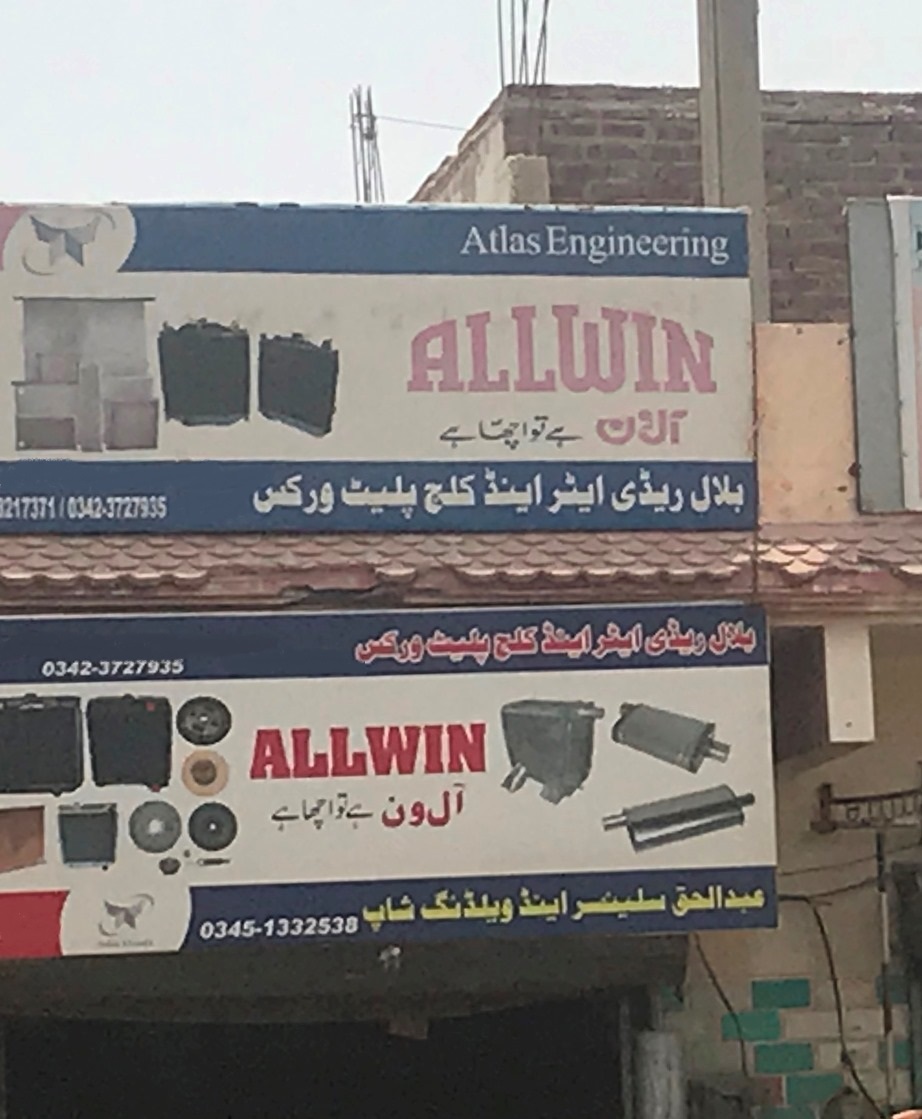 Atlas Engineering
ALLWIN
آلون ہے تو اچھا ہے
بلال ریڈی ایٹر اینڈ کلچ پلیٹ ورکس
217371 / 0342-3727935
بلال ریڈی ایٹر اینڈ کلچ پلیٹ ورکس
0342-3727935
ALLWIN
آل ون ہے تو اچھا ہے
عبدالحق سلینسر اینڈ ویلڈنگ شاپ
0345-1332538